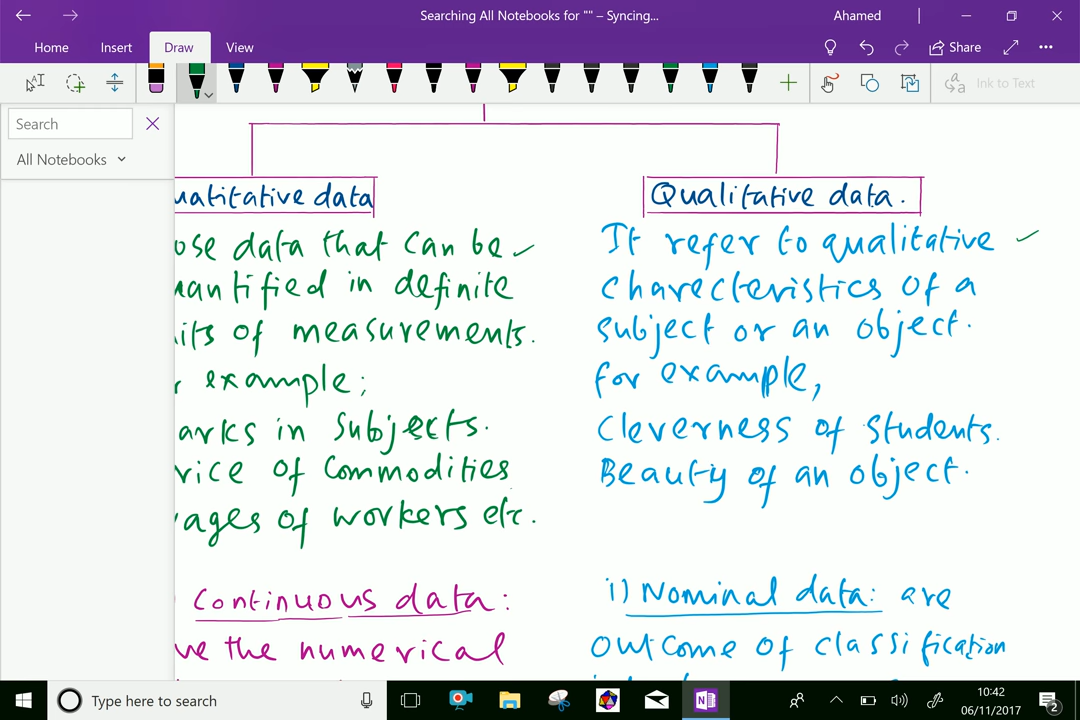 Searching All Notebooks for "" – Syncing...
Ahamed
Home Insert Draw View
Share
Ink to Text
Search
All Notebooks
uatitative data
ose data that can be
uantified in definite
its of measurements.
r example;
arks in Subjects.
rice of Commodities
ages of workers etc.
Continuous data:
ve the numerical
Qualitative data.
It refer to qualitative
charecteristics of a
subject or an object.
for example,
Cleverness of students.
Beauty of an object.
i) Nominal data: are
outcome of classification
Type here to search
10:42
06/11/2017
2